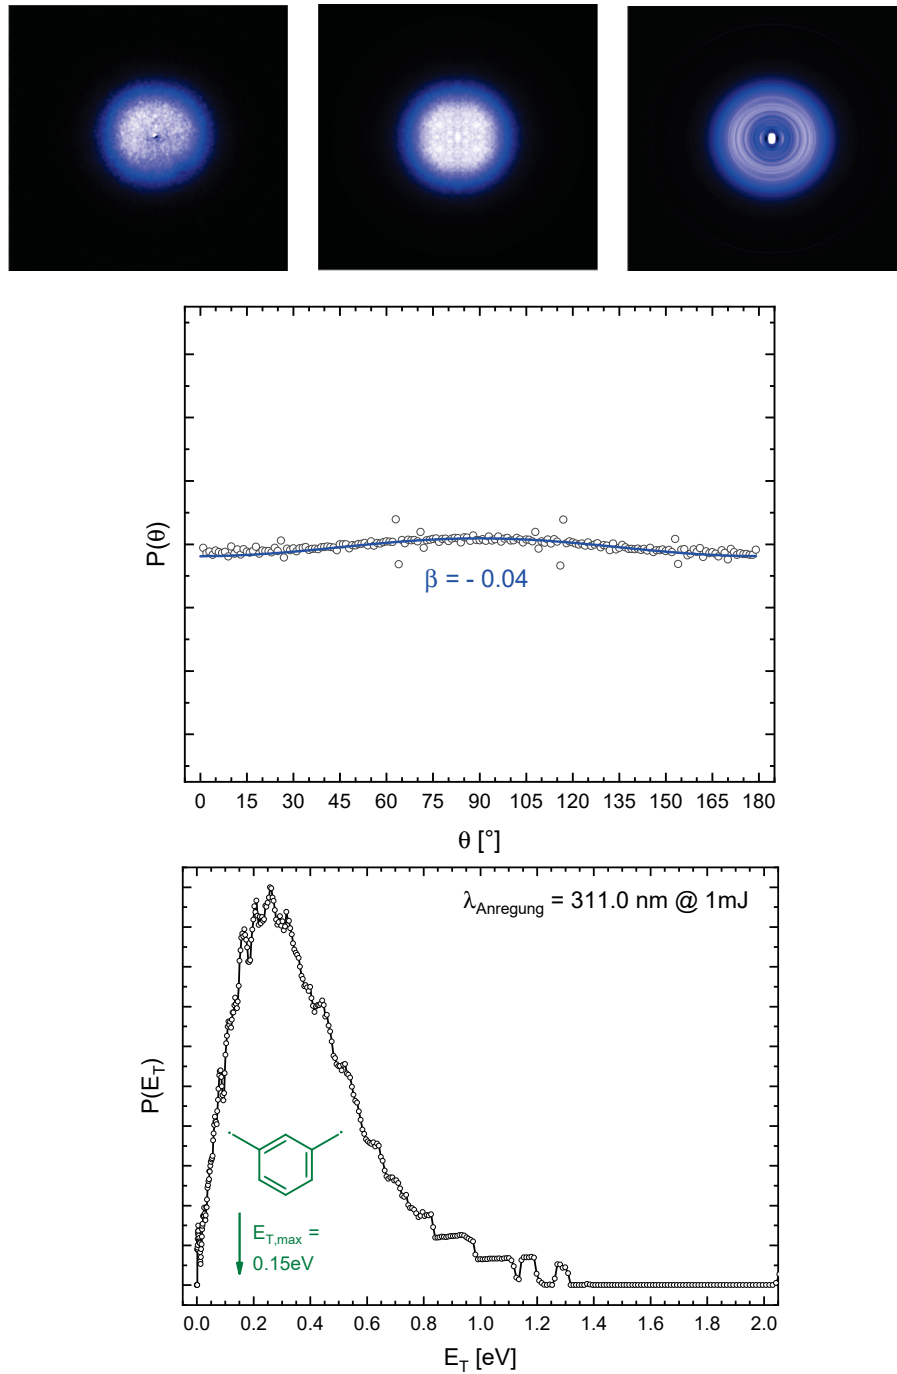 P(θ)
β = - 0.04
0 15 30 45 60 75 90 105 120 135 150 165 180
θ [°]
λAnregung = 311.0 nm @ 1mJ
P(ET)
ET,max =
0.15eV
0.0 0.2 0.4 0.6 0.8 1.0 1.2 1.4 1.6 1.8 2.0
ET [eV]